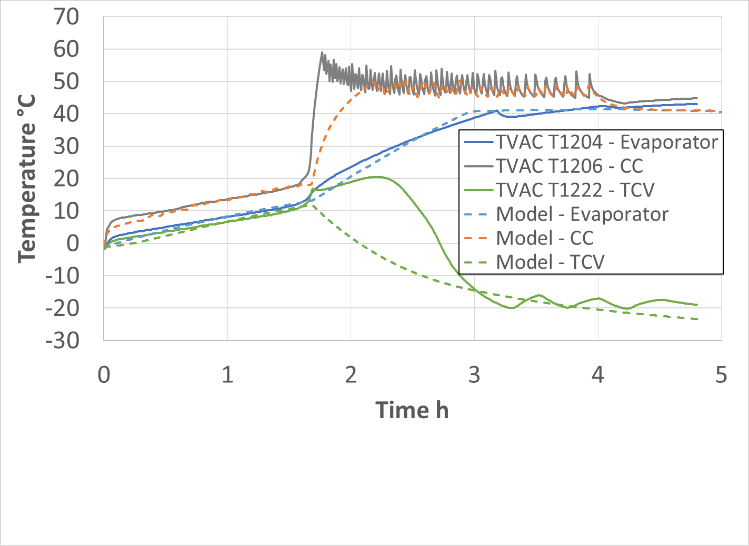 70
60
50
40
30
20
10
0
-10
-20
-30
Temperature °C
TVAC T1204 - Evaporator
TVAC T1206 - CC
TVAC T1222 - TCV
Model - Evaporator
Model - CC
Model - TCV
0 1 2 3 4 5
Time h